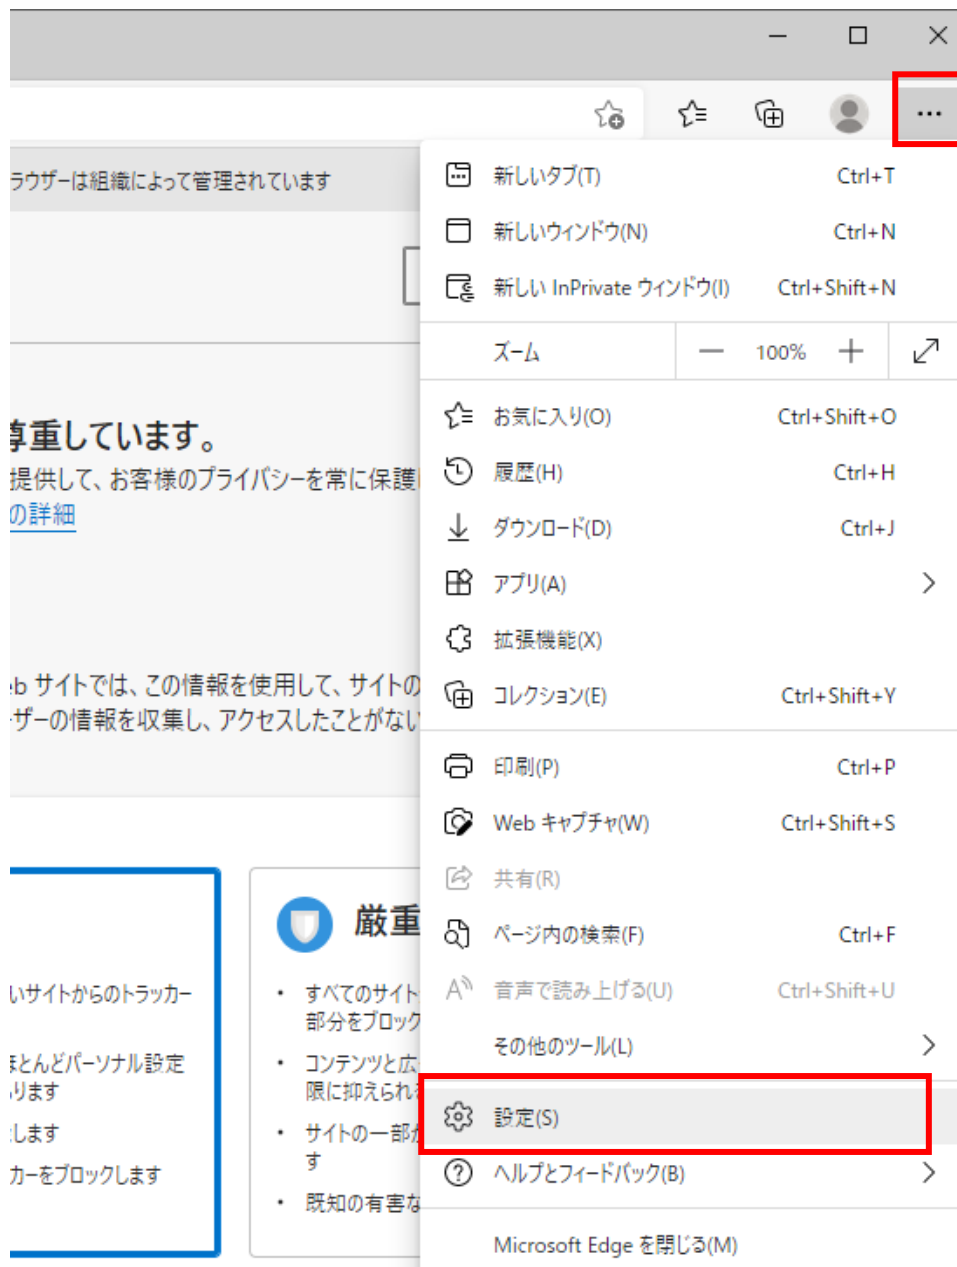 ラウザーは組織によって管理されています
新しいタブ(T) Ctrl+T
新しいウィンドウ(N) Ctrl+N
新しい InPrivate ウィンドウ(I) Ctrl+Shift+N
ズーム 100%
お気に入り(O) Ctrl+Shift+O
履歴(H) Ctrl+H
ダウンロード(D) Ctrl+J
アプリ(A)
拡張機能(X)
コレクション(E) Ctrl+Shift+Y
印刷(P) Ctrl+P
Web キャプチャ(W) Ctrl+Shift+S
共有(R)
ページ内の検索(F) Ctrl+F
音声で読み上げる(U) Ctrl+Shift+U
その他のツール(L)
設定(S)
ヘルプとフィードバック(B)
Microsoft Edge を閉じる(M)
尊重しています。
提供して、お客様のプライバシーを常に保護
の詳細
eb サイトでは、この情報を使用して、サイトの
ーザーの情報を収集し、アクセスしたことがない
いサイトからのトラッカー
ほとんどパーソナル設定
ります
します
カーをブロックします
厳重
• すべてのサイト
部分をブロック
• コンテンツと広
限に抑えられ
• サイトの一部が
す
• 既知の有害な